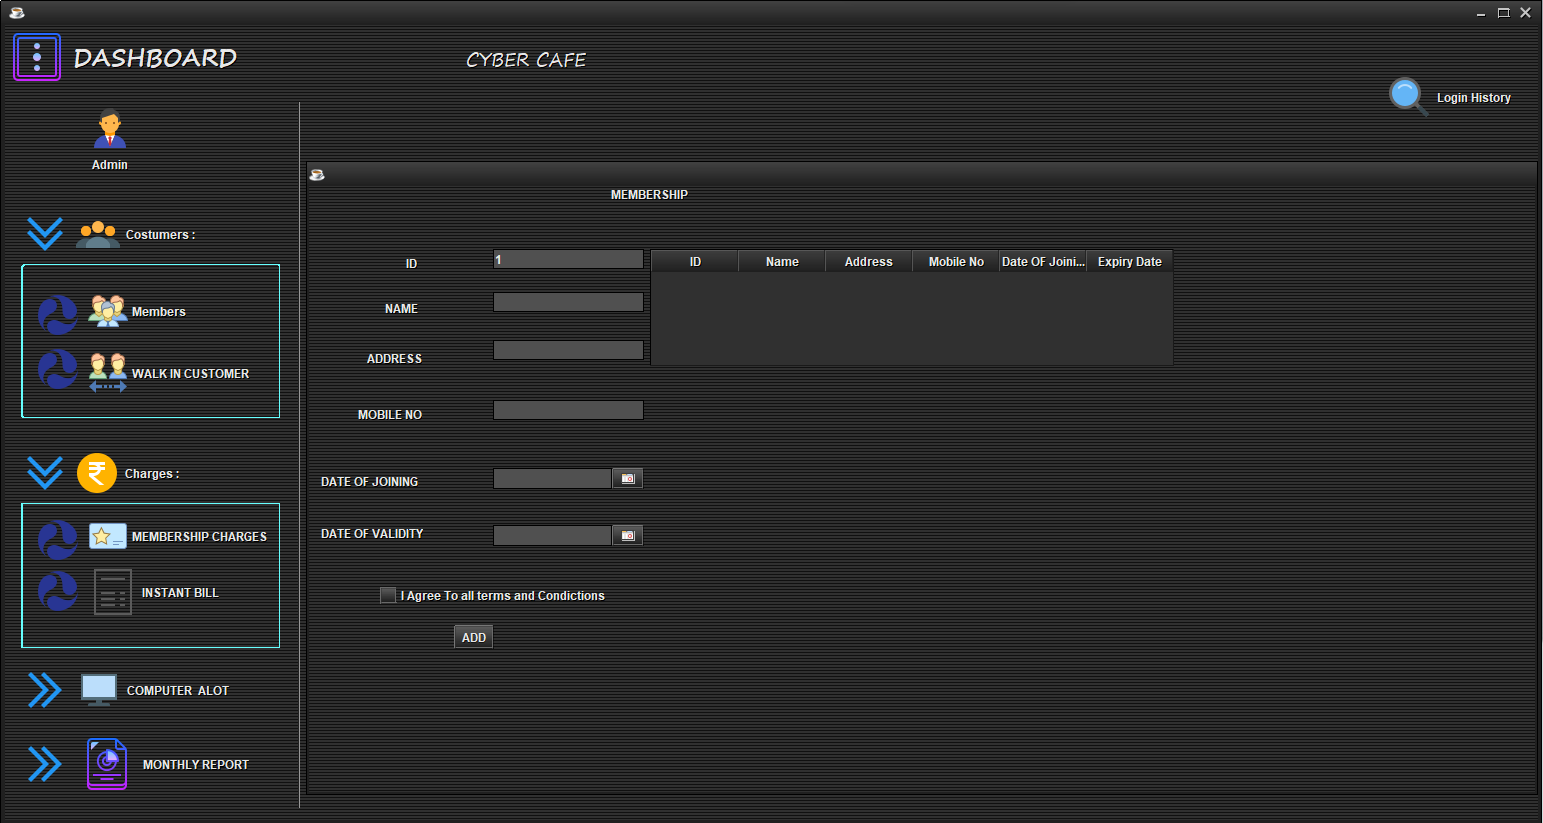 DASHBOARD
CYBER CAFE
Login History
Admin
Costumers :
Members
WALK IN CUSTOMER
Charges :
MEMBERSHIP CHARGES
INSTANT BILL
COMPUTER ALOT
MONTHLY REPORT
MEMBERSHIP
ID 1
NAME
ADDRESS
MOBILE NO
DATE OF JOINING
DATE OF VALIDITY
I Agree To all terms and Condictions
ADD
ID Name Address Mobile No Date OF Joini... Expiry Date